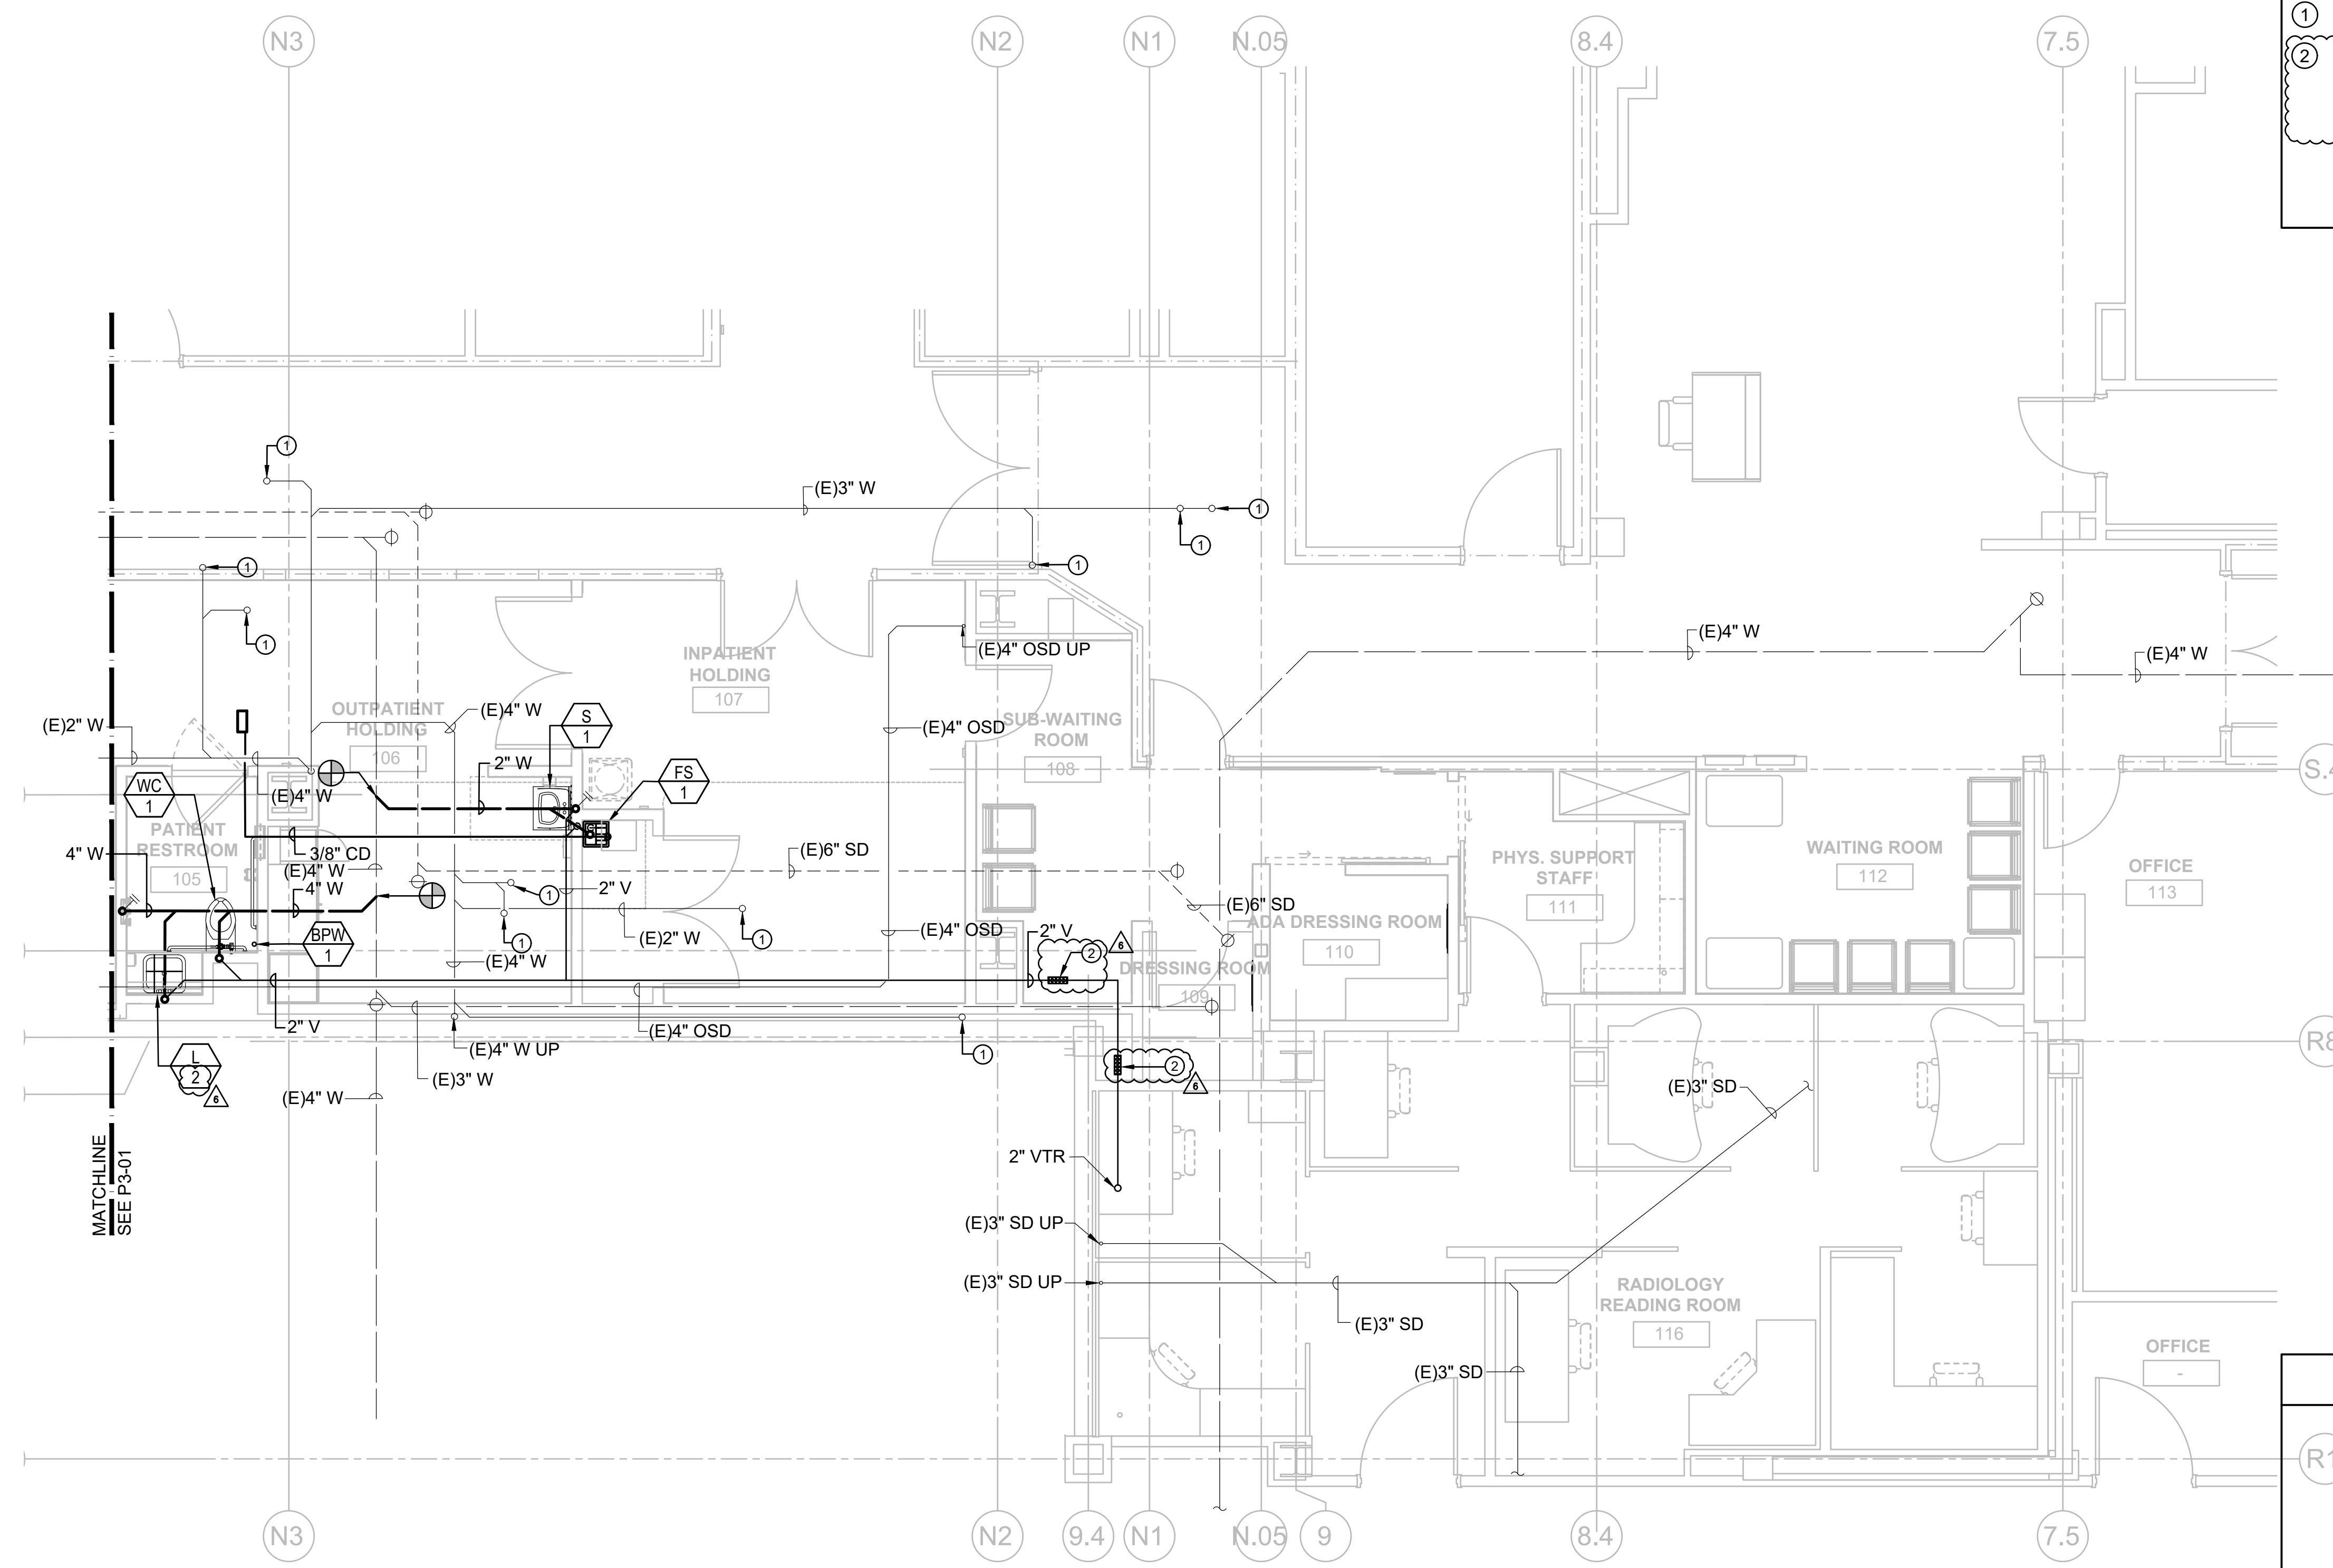 N3
N2
N1
N.05
8.4
7.5
1
2
1
(E)3" W
1
1
1
1
1
INPATIENT
HOLDING
107
(E)4" OSD UP
(E)4" W
(E)4" W
OUTPATIENT
HOLDING
106
(E)4" W
S
1
(E)2" W
(E)4" OSD
SUB-WAITING
ROOM
108
2" W
FS
1
WC
1
(E)4" W
PATIENT
RESTROOM
105
4" W
3/8" CD
(E)4" W
4" W
(E)6" SD
2" V
1
PHYS. SUPPORT
STAFF
111
WAITING ROOM
112
OFFICE
113
(E)6" SD
ADA DRESSING ROOM
110
BPW
1
1
(E)2" W
1
(E)4" OSD
2" V
2
6
(E)4" W
DRESSING ROOM
109
2" V
(E)4" OSD
(E)4" W UP
1
2
6
L
2
6
(E)3" W
(E)4" W
(E)3" SD
MATCHLINE
SEE P3-01
2" VTR
(E)3" SD UP
(E)3" SD UP
(E)3" SD
RADIOLOGY
READING ROOM
116
(E)3" SD
OFFICE
-
N3
N2
9.4
N1
N.05
9
8.4
7.5